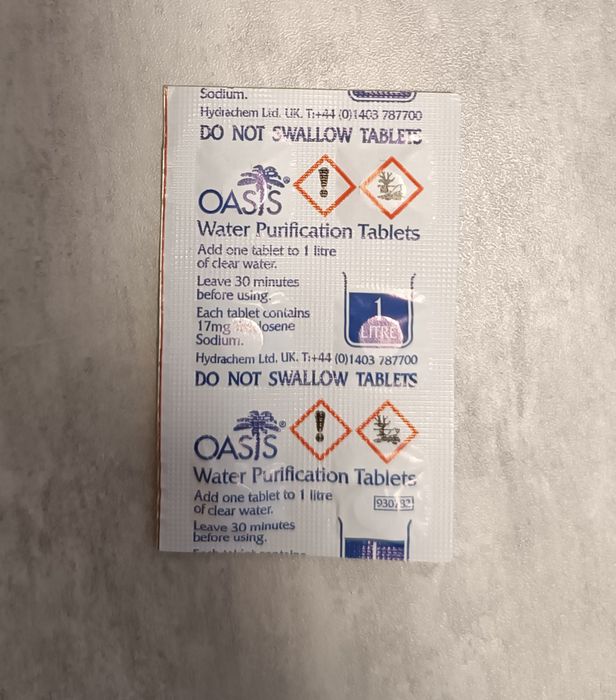 Sodium.
Hydrachem Ltd. UK. T:+44 (0)1403 787700
DO NOT SWALLOW TABLETS
OASIS®
Water Purification Tablets
Add one tablet to 1 litre
of clear water.
Leave 30 minutes
before using.
Each tablet contains
17mg osene
Sodium.
1
LITRE
Hydrachem Ltd. UK. T:+44 (0)1403 787700
DO NOT SWALLOW TABLETS
OASIS®
Water Purification Tablets
Add one tablet to 1 litre
of clear water.
Leave 30 minutes
before using.